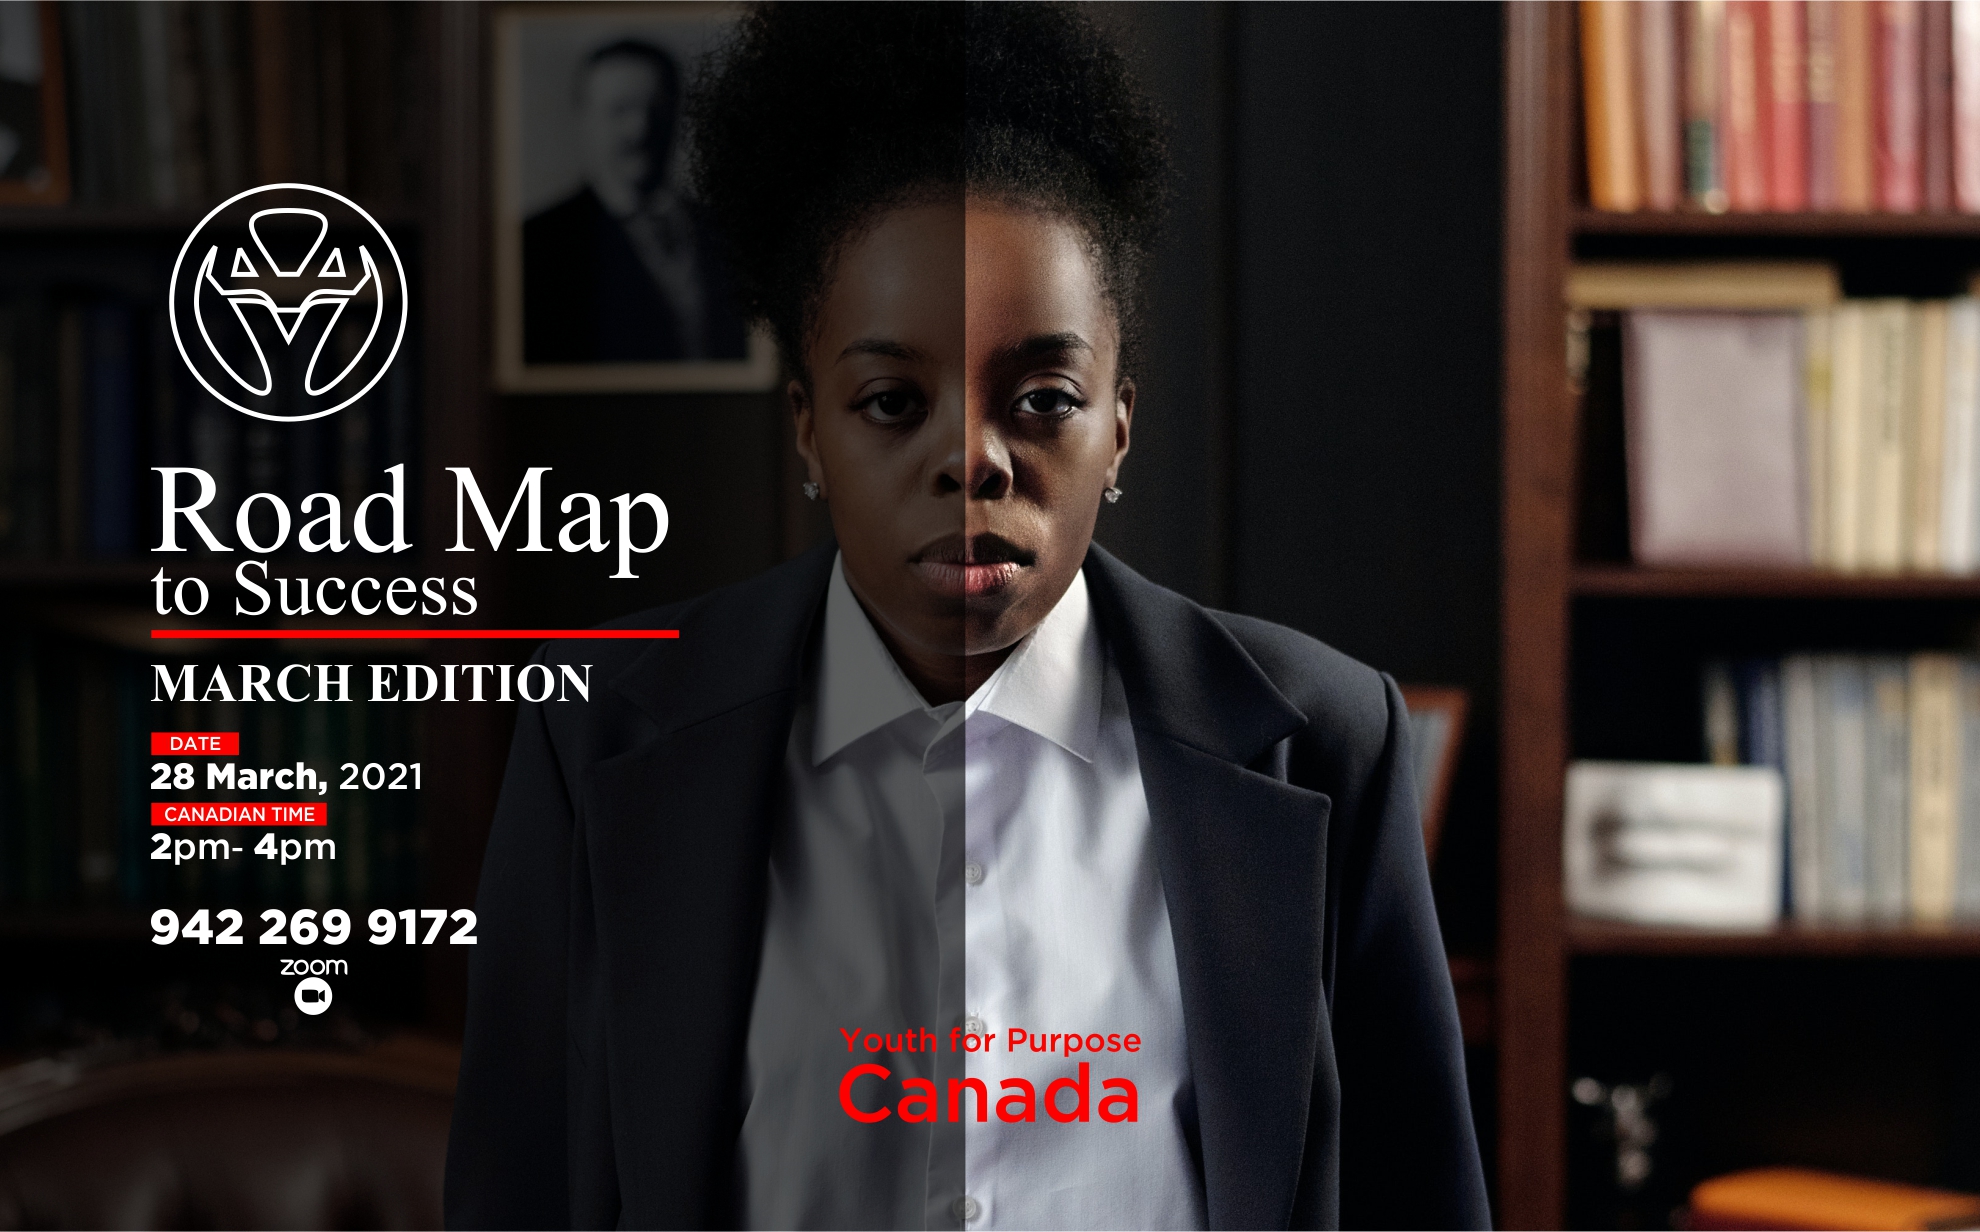 Road Map
to Success
MARCH EDITION
DATE
28 March, 2021
CANADIAN TIME
2pm- 4pm
942 269 9172
zoom
Youth for Purpose
Canada